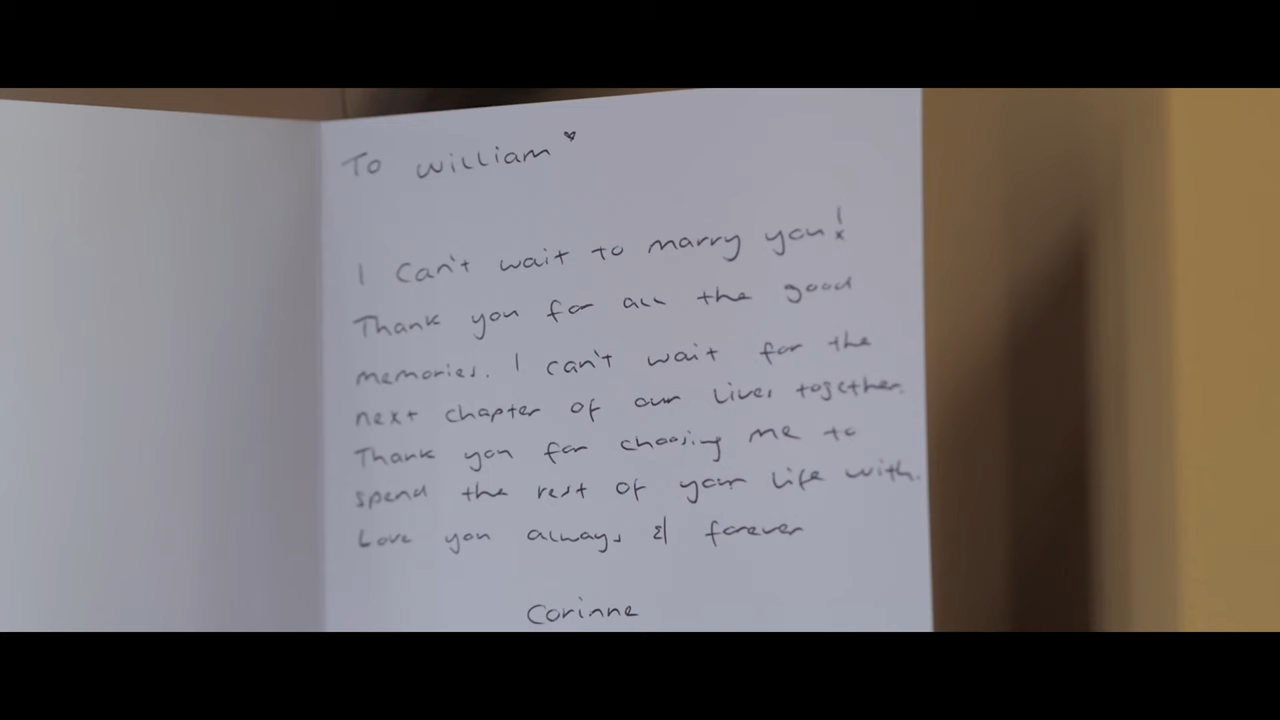 To William
I can't wait to marry you!
Thank you for all the good
memories. I can't wait for the
next chapter of our lives together.
Thank you for choosing me to
spend the rest of your life with.
Love you always & forever
Corinne